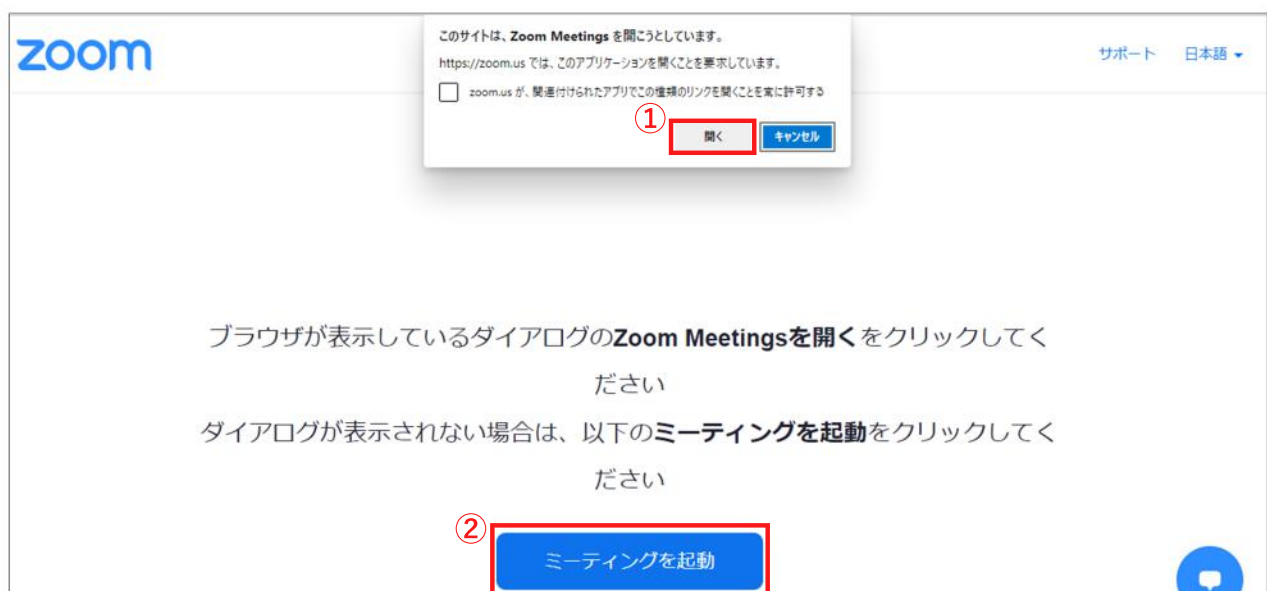 zoom
このサイトは、Zoom Meetings を開こうとしています。
https://zoom.us では、このアプリケーションを開くことを要求しています。
zoom.us が、関連付けられたアプリでこの種類のリンクを開くことを常に許可する
①
開く
キャンセル
サポート 日本語
ブラウザが表示しているダイアログのZoom Meetingsを開くをクリックしてく
ださい
ダイアログが表示されない場合は、以下のミーティングを起動をクリックしてく
ださい
②
ミーティングを起動